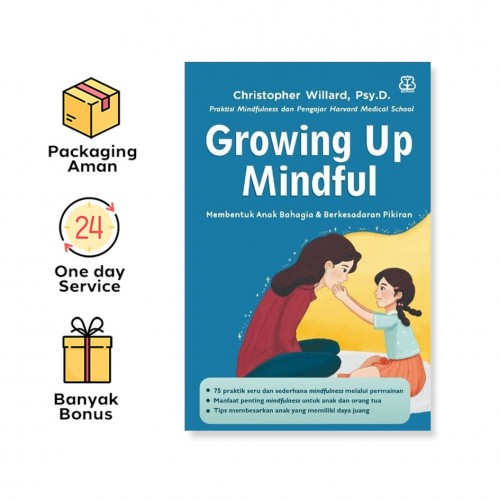 Packaging
Aman
24
One day
Service
Banyak
Bonus
Christopher Willard, Psy.D.
Praktisi Mindfulness dan Pengajar Harvard Medical School
Growing Up
Mindful
Membentuk Anak Bahagia & Berkesadaran Pikiran
• 75 praktik seru dan sederhana mindfulness melalui permainan
• Manfaat penting mindfulness untuk anak dan orang tua
• Tips membesarkan anak yang memiliki daya juang